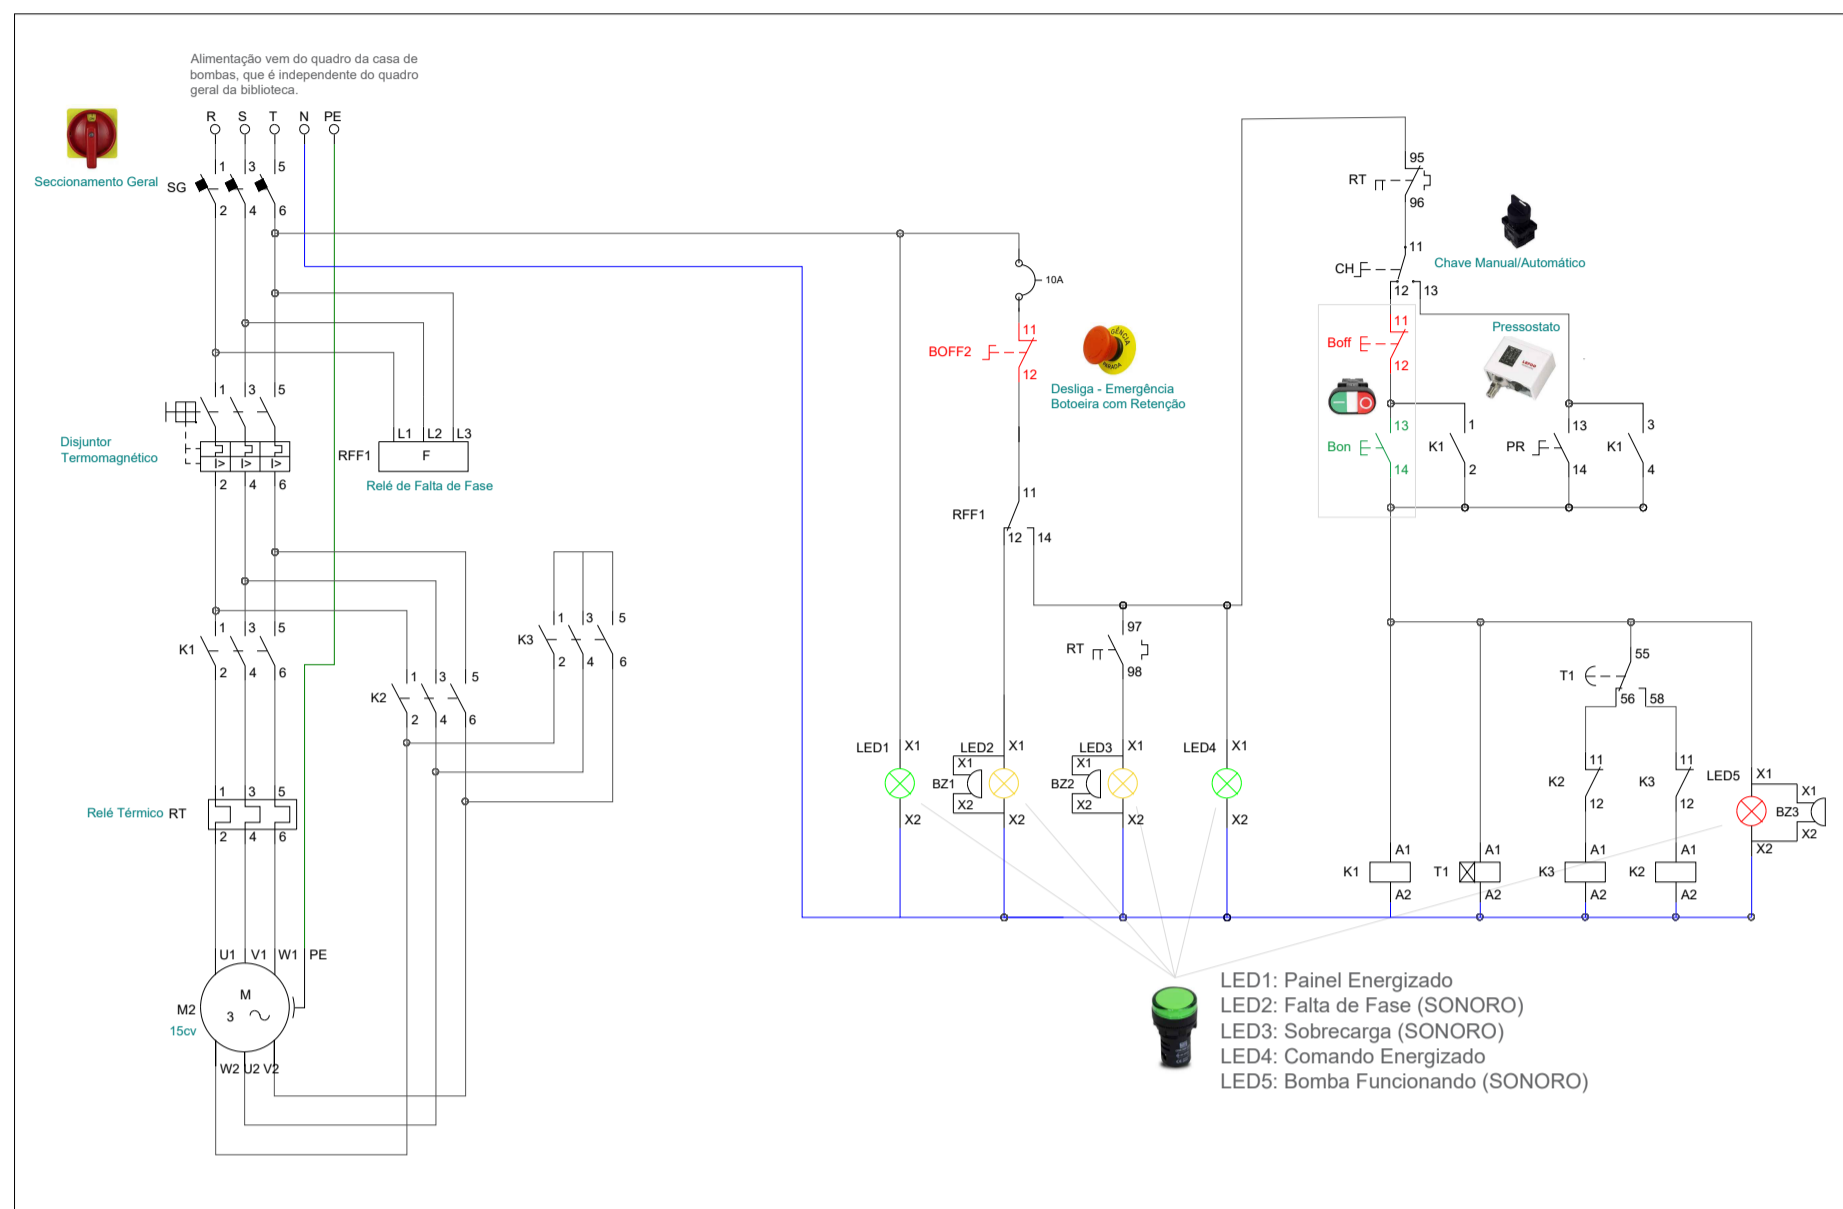 Alimentação vem do quadro da casa de
bombas, que é independente do quadro
geral da biblioteca.
R S T N PE
Seccionamento Geral
SG
1 3 5
2 4 6
Disjuntor
Termomagnético
1 3 5
I> I> I>
2 4 6
L1 L2 L3
RFF1
F
Relé de Falta de Fase
K1
1 3 5
2 4 6
K2
1 3 5
2 4 6
K3
1 3 5
2 4 6
Relé Térmico RT
1 3 5
2 4 6
U1 V1 W1 PE
M
3
M2
15cv
W2 U2 V2
10A
BOFF2
11
12
GÊNCIA
PARADA
Desliga - Emergência
Botoeira com Retenção
RFF1
11
12 14
RT
97
98
LED1 X1
X2
LED2 X1
BZ1
X1
X2
X2
LED3 X1
BZ2
X1
X2
X2
LED4 X1
X2
RT
95
96
CH
11
12 13
Chave Manual/Automático
Boff
11
12
Pressostato
Bon
13
14
K1
1
2
PR
13
14
K1
3
4
T1
55
56 58
K2
11
12
K3
11
12
LED5 X1
X1
BZ3
X2
X2
K1
A1
A2
T1
A1
A2
K3
A1
A2
K2
A1
A2
LED1: Painel Energizado
LED2: Falta de Fase (SONORO)
LED3: Sobrecarga (SONORO)
LED4: Comando Energizado
LED5: Bomba Funcionando (SONORO)